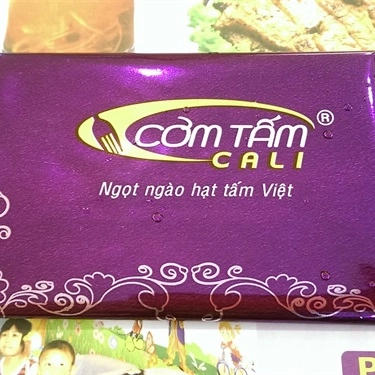 CƠM TẤM ®
CALI
Ngọt ngào hạt tấm Việt
P